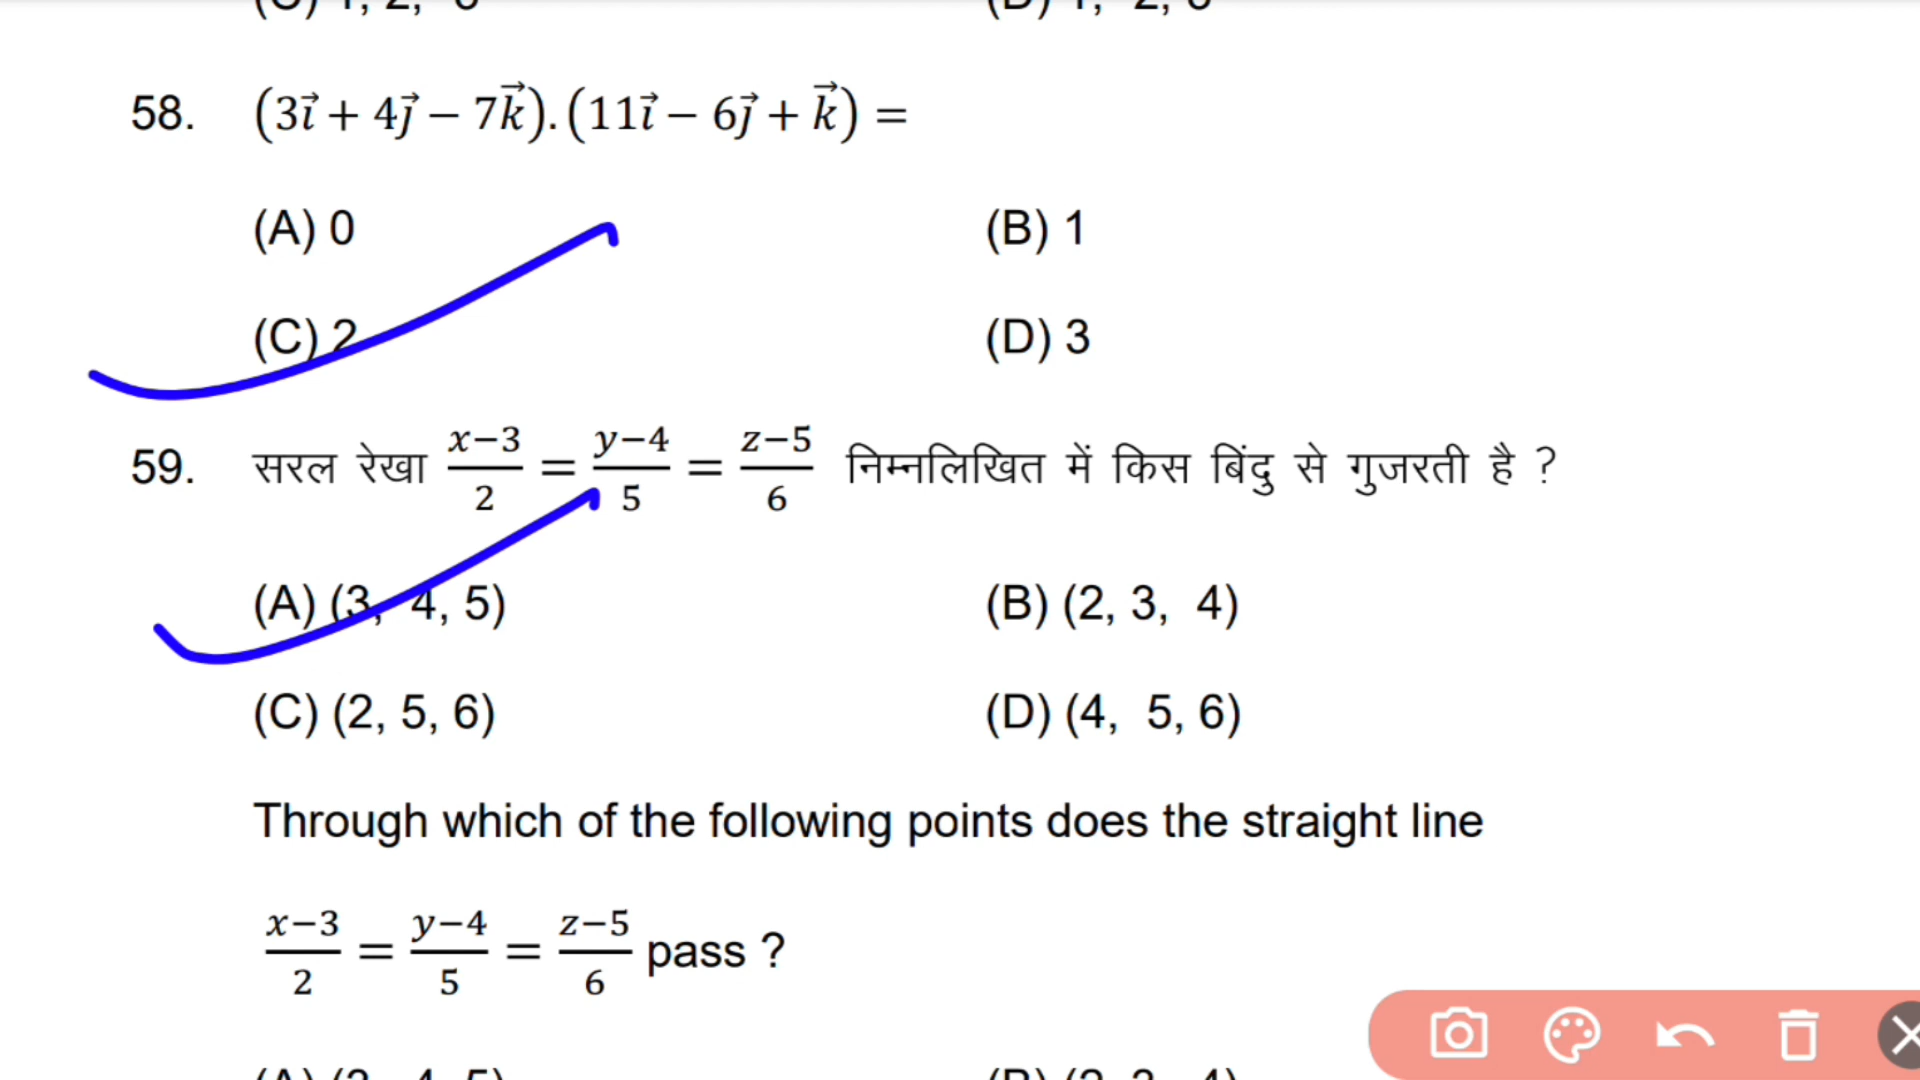 58. (3i⃗ + 4j⃗ − 7k⃗).(11i⃗ − 6j⃗ + k⃗) =
(A) 0 (B) 1
(C) 2 (D) 3
59. सरल रेखा (x−3)/2 = (y−4)/5 = (z−5)/6 निम्नलिखित में किस बिंदु से गुजरती है ?
(A) (3, 4, 5) (B) (2, 3, 4)
(C) (2, 5, 6) (D) (4, 5, 6)
Through which of the following points does the straight line
(x−3)/2 = (y−4)/5 = (z−5)/6 pass ?